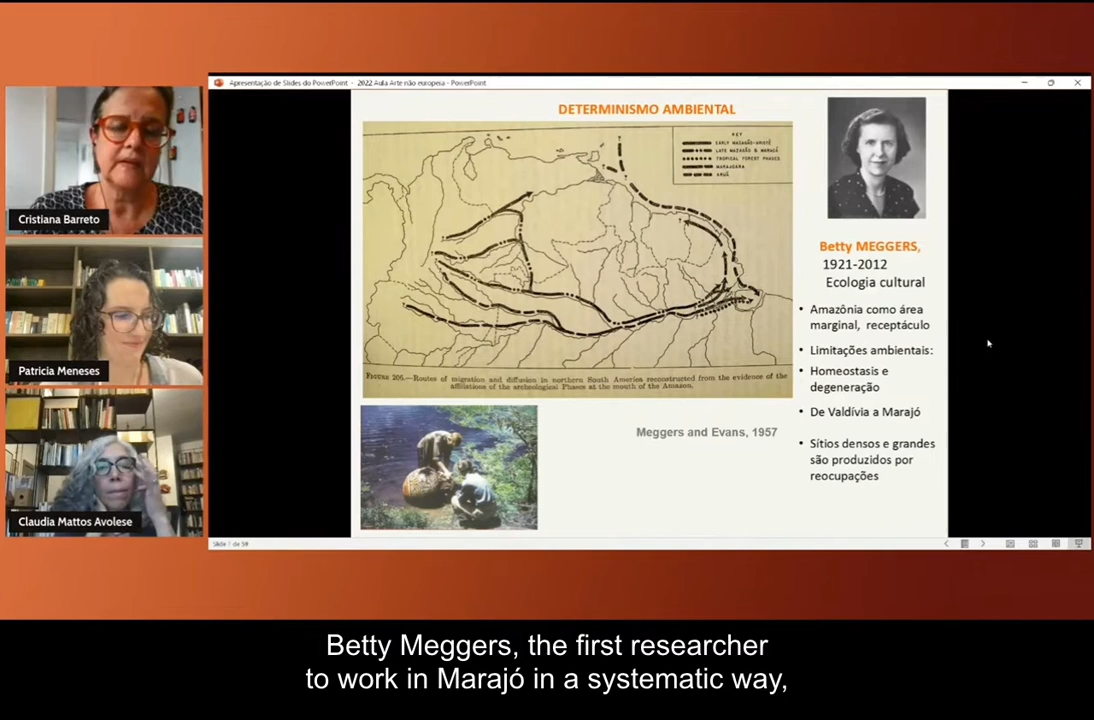 Apresentação de Slides do PowerPoint - 2022 Aula Arte não europeia - PowerPoint
DETERMINISMO AMBIENTAL
KEY
EARLY MAZAGÃO-ARISTÉ
LATE MAZAGÃO & MARACÁ
TROPICAL FOREST PHASES
MARAJOARA
ARUÃ
FIGURE 206.—Routes of migration and diffusion in northern South America reconstructed from the evidence of the
affiliations of the archeological Phases at the mouth of the Amazon.
Meggers and Evans, 1957
Betty MEGGERS,
1921-2012
Ecologia cultural
• Amazônia como área
marginal, receptáculo
• Limitações ambientais:
• Homeostasis e
degeneração
• De Valdívia a Marajó
• Sítios densos e grandes
são produzidos por
reocupações
Cristiana Barreto
Patricia Meneses
Claudia Mattos Avolese
Slide 7 de 59
Betty Meggers, the first researcher
to work in Marajó in a systematic way,